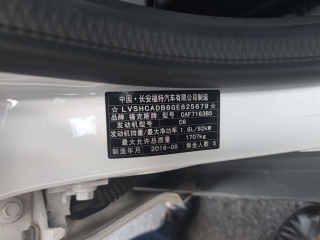 中国·长安福特汽车有限公司制造
★LVSHCADB6GE825679★
品牌 福克斯牌 型号 CAF7163B5
发动机型号 C6
发动机排量/最大净功率 1.6L/92kW
最大允许总质量 1707kg
制造年月 2016-08 乘坐人数 5